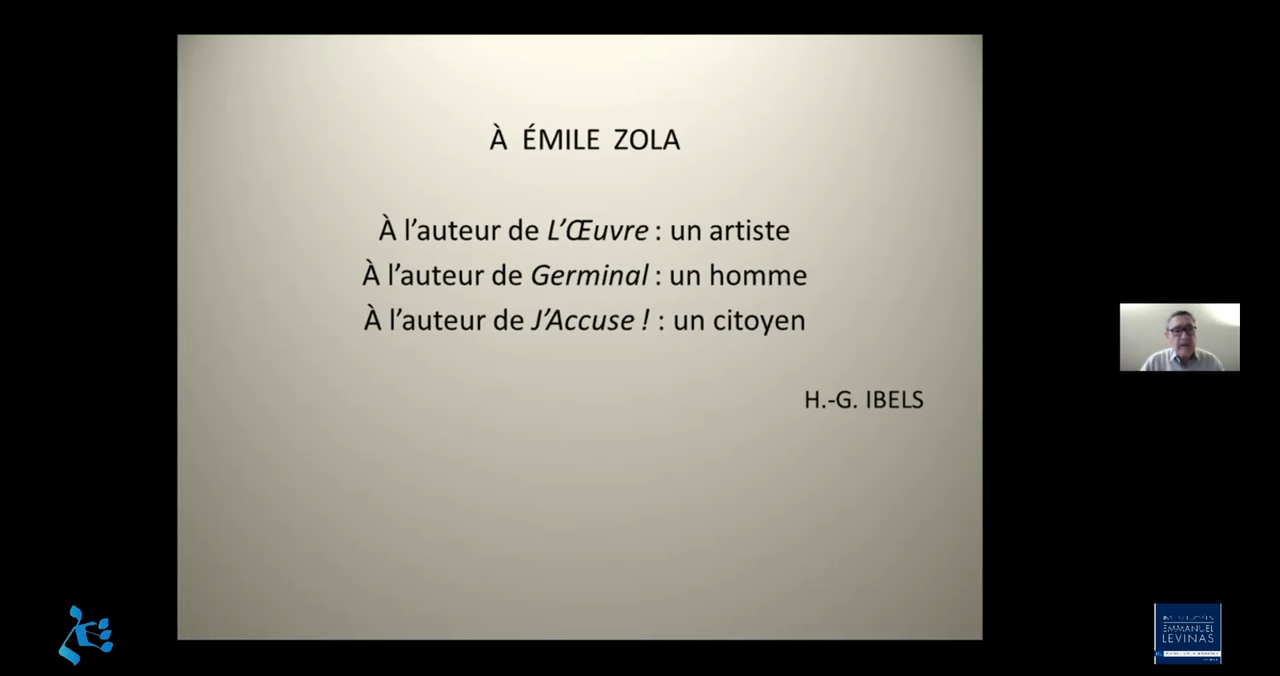 À ÉMILE ZOLA
À l’auteur de L’Œuvre : un artiste
À l’auteur de Germinal : un homme
À l’auteur de J’Accuse ! : un citoyen
H.-G. IBELS
EMMANUEL
LEVINAS